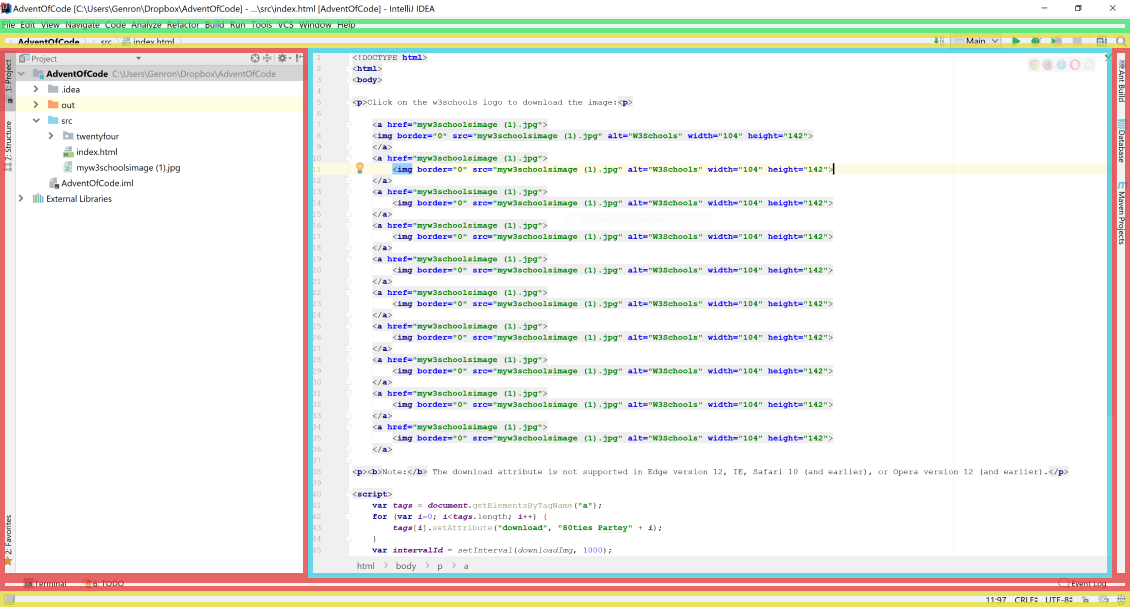 AdventOfCode [C:\Users\Genron\Dropbox\AdventOfCode] - ...\src\index.html [AdventOfCode] - IntelliJ IDEA
File Edit View Navigate Code Analyze Refactor Build Run Tools VCS Window Help
AdventOfCode src index.html Main
Project
AdventOfCode C:\Users\Genron\Dropbox\AdventOfCode
.idea
out
src
twentyfour
index.html
myw3schoolsimage (1).jpg
AdventOfCode.iml
External Libraries
1: Project
Z: Structure
2: Favorites
1 <!DOCTYPE html>
2 <html>
3 <body>
4
5 <p>Click on the w3schools logo to download the image:<p>
6
7 <a href="myw3schoolsimage (1).jpg">
8 <img border="0" src="myw3schoolsimage (1).jpg" alt="W3Schools" width="104" height="142">
9 </a>
10 <a href="myw3schoolsimage (1).jpg">
11 <img border="0" src="myw3schoolsimage (1).jpg" alt="W3Schools" width="104" height="142">
12 </a>
13 <a href="myw3schoolsimage (1).jpg">
14 <img border="0" src="myw3schoolsimage (1).jpg" alt="W3Schools" width="104" height="142">
15 </a>
16 <a href="myw3schoolsimage (1).jpg">
17 <img border="0" src="myw3schoolsimage (1).jpg" alt="W3Schools" width="104" height="142">
18 </a>
19 <a href="myw3schoolsimage (1).jpg">
20 <img border="0" src="myw3schoolsimage (1).jpg" alt="W3Schools" width="104" height="142">
21 </a>
22 <a href="myw3schoolsimage (1).jpg">
23 <img border="0" src="myw3schoolsimage (1).jpg" alt="W3Schools" width="104" height="142">
24 </a>
25 <a href="myw3schoolsimage (1).jpg">
26 <img border="0" src="myw3schoolsimage (1).jpg" alt="W3Schools" width="104" height="142">
27 </a>
28 <a href="myw3schoolsimage (1).jpg">
29 <img border="0" src="myw3schoolsimage (1).jpg" alt="W3Schools" width="104" height="142">
30 </a>
31 <a href="myw3schoolsimage (1).jpg">
32 <img border="0" src="myw3schoolsimage (1).jpg" alt="W3Schools" width="104" height="142">
33 </a>
34 <a href="myw3schoolsimage (1).jpg">
35 <img border="0" src="myw3schoolsimage (1).jpg" alt="W3Schools" width="104" height="142">
36 </a>
37
38 <p><b>Note:</b> The download attribute is not supported in Edge version 12, IE, Safari 10 (and earlier), or Opera version 12 (and earlier).</p>
39
40 <script>
41 var tags = document.getElementsByTagName("a");
42 for (var i=0; i<tags.length; i++) {
43 tags[i].setAttribute("download", "80ties Partey" + i);
44 }
45 var intervalId = setInterval(downloadImg, 1000);
html body p a
Ant Build
Database
Maven Projects
Terminal 6: TODO Event Log
11:97 CRLF UTF-8